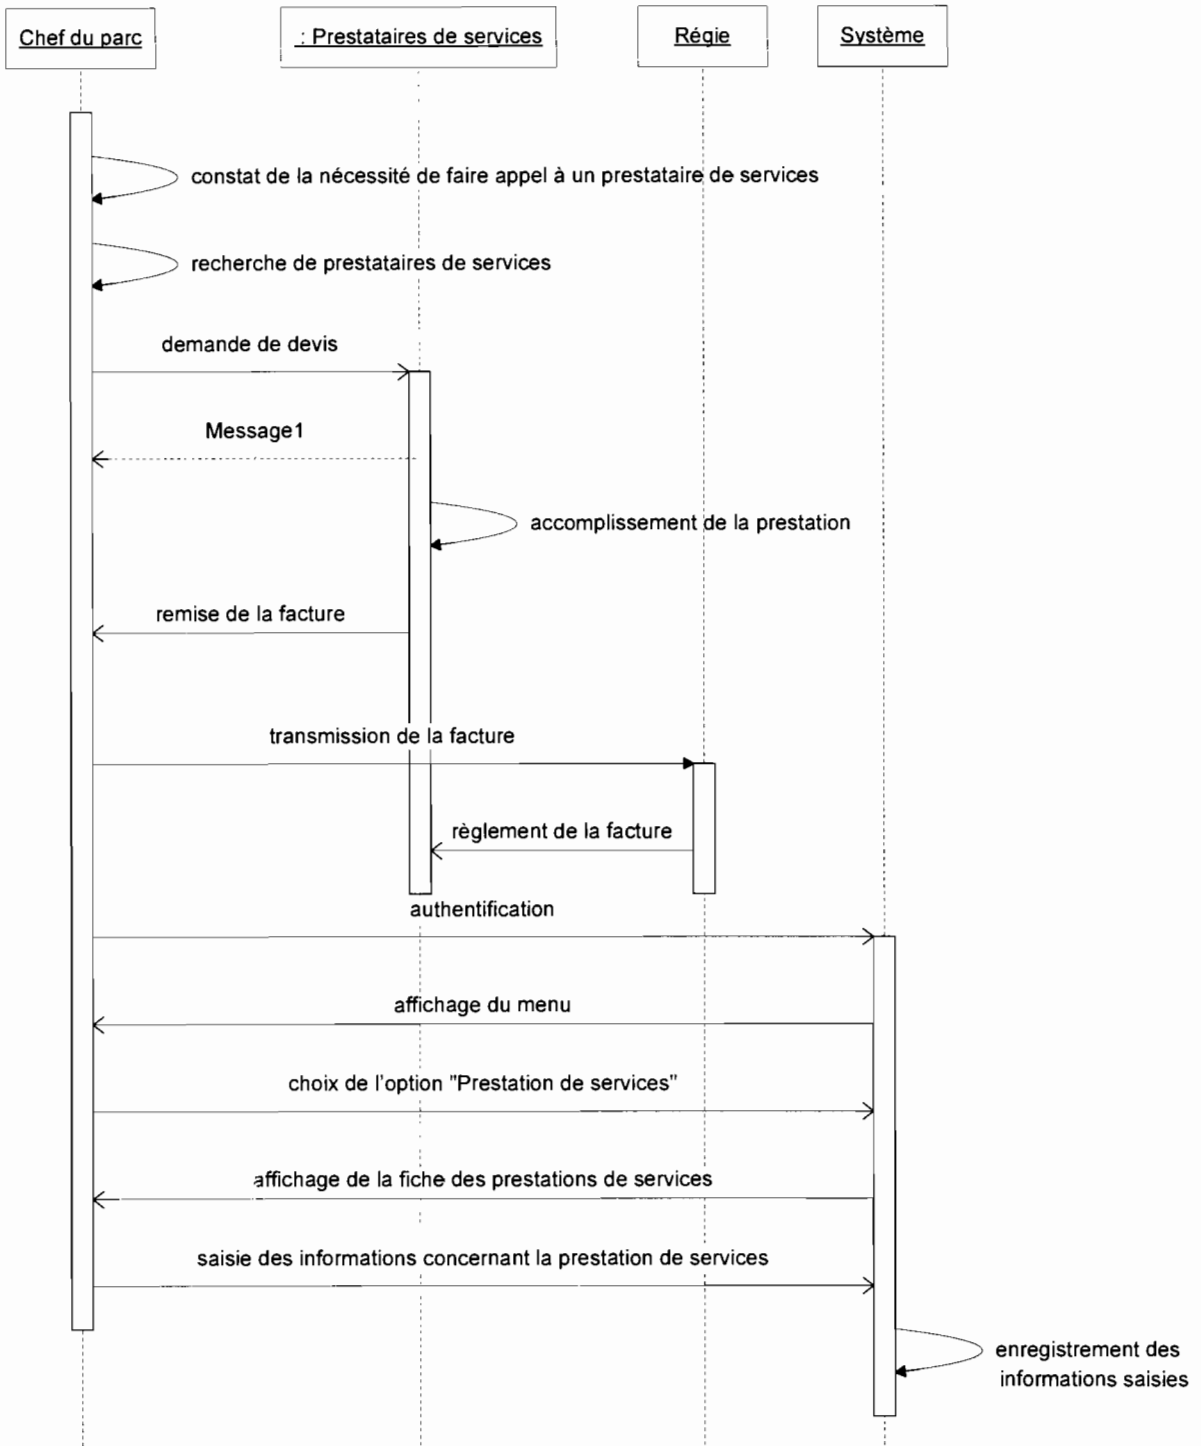 Chef du parc
: Prestataires de services
Régie
Système
constat de la nécessité de faire appel à un prestataire de services
recherche de prestataires de services
demande de devis
Message1
accomplissement de la prestation
remise de la facture
transmission de la facture
règlement de la facture
authentification
affichage du menu
choix de l'option "Prestation de services"
affichage de la fiche des prestations de services
saisie des informations concernant la prestation de services
enregistrement des
informations saisies